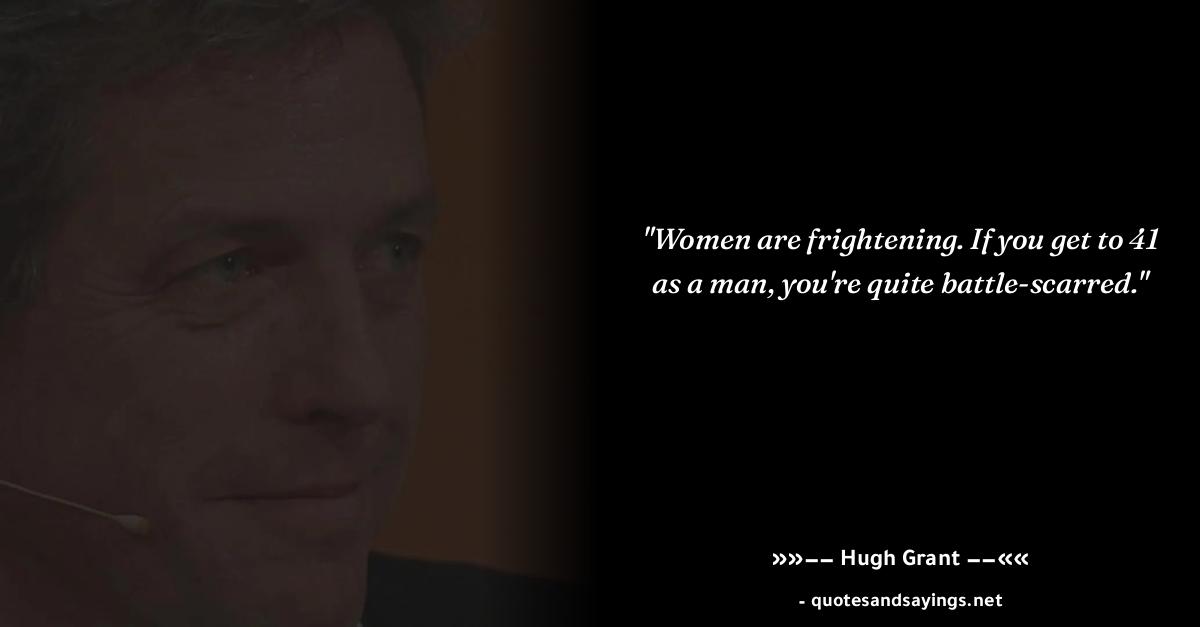 "Women are frightening. If you get to 41
as a man, you're quite battle-scarred."
»»−− Hugh Grant −−««
- quotesandsayings.net